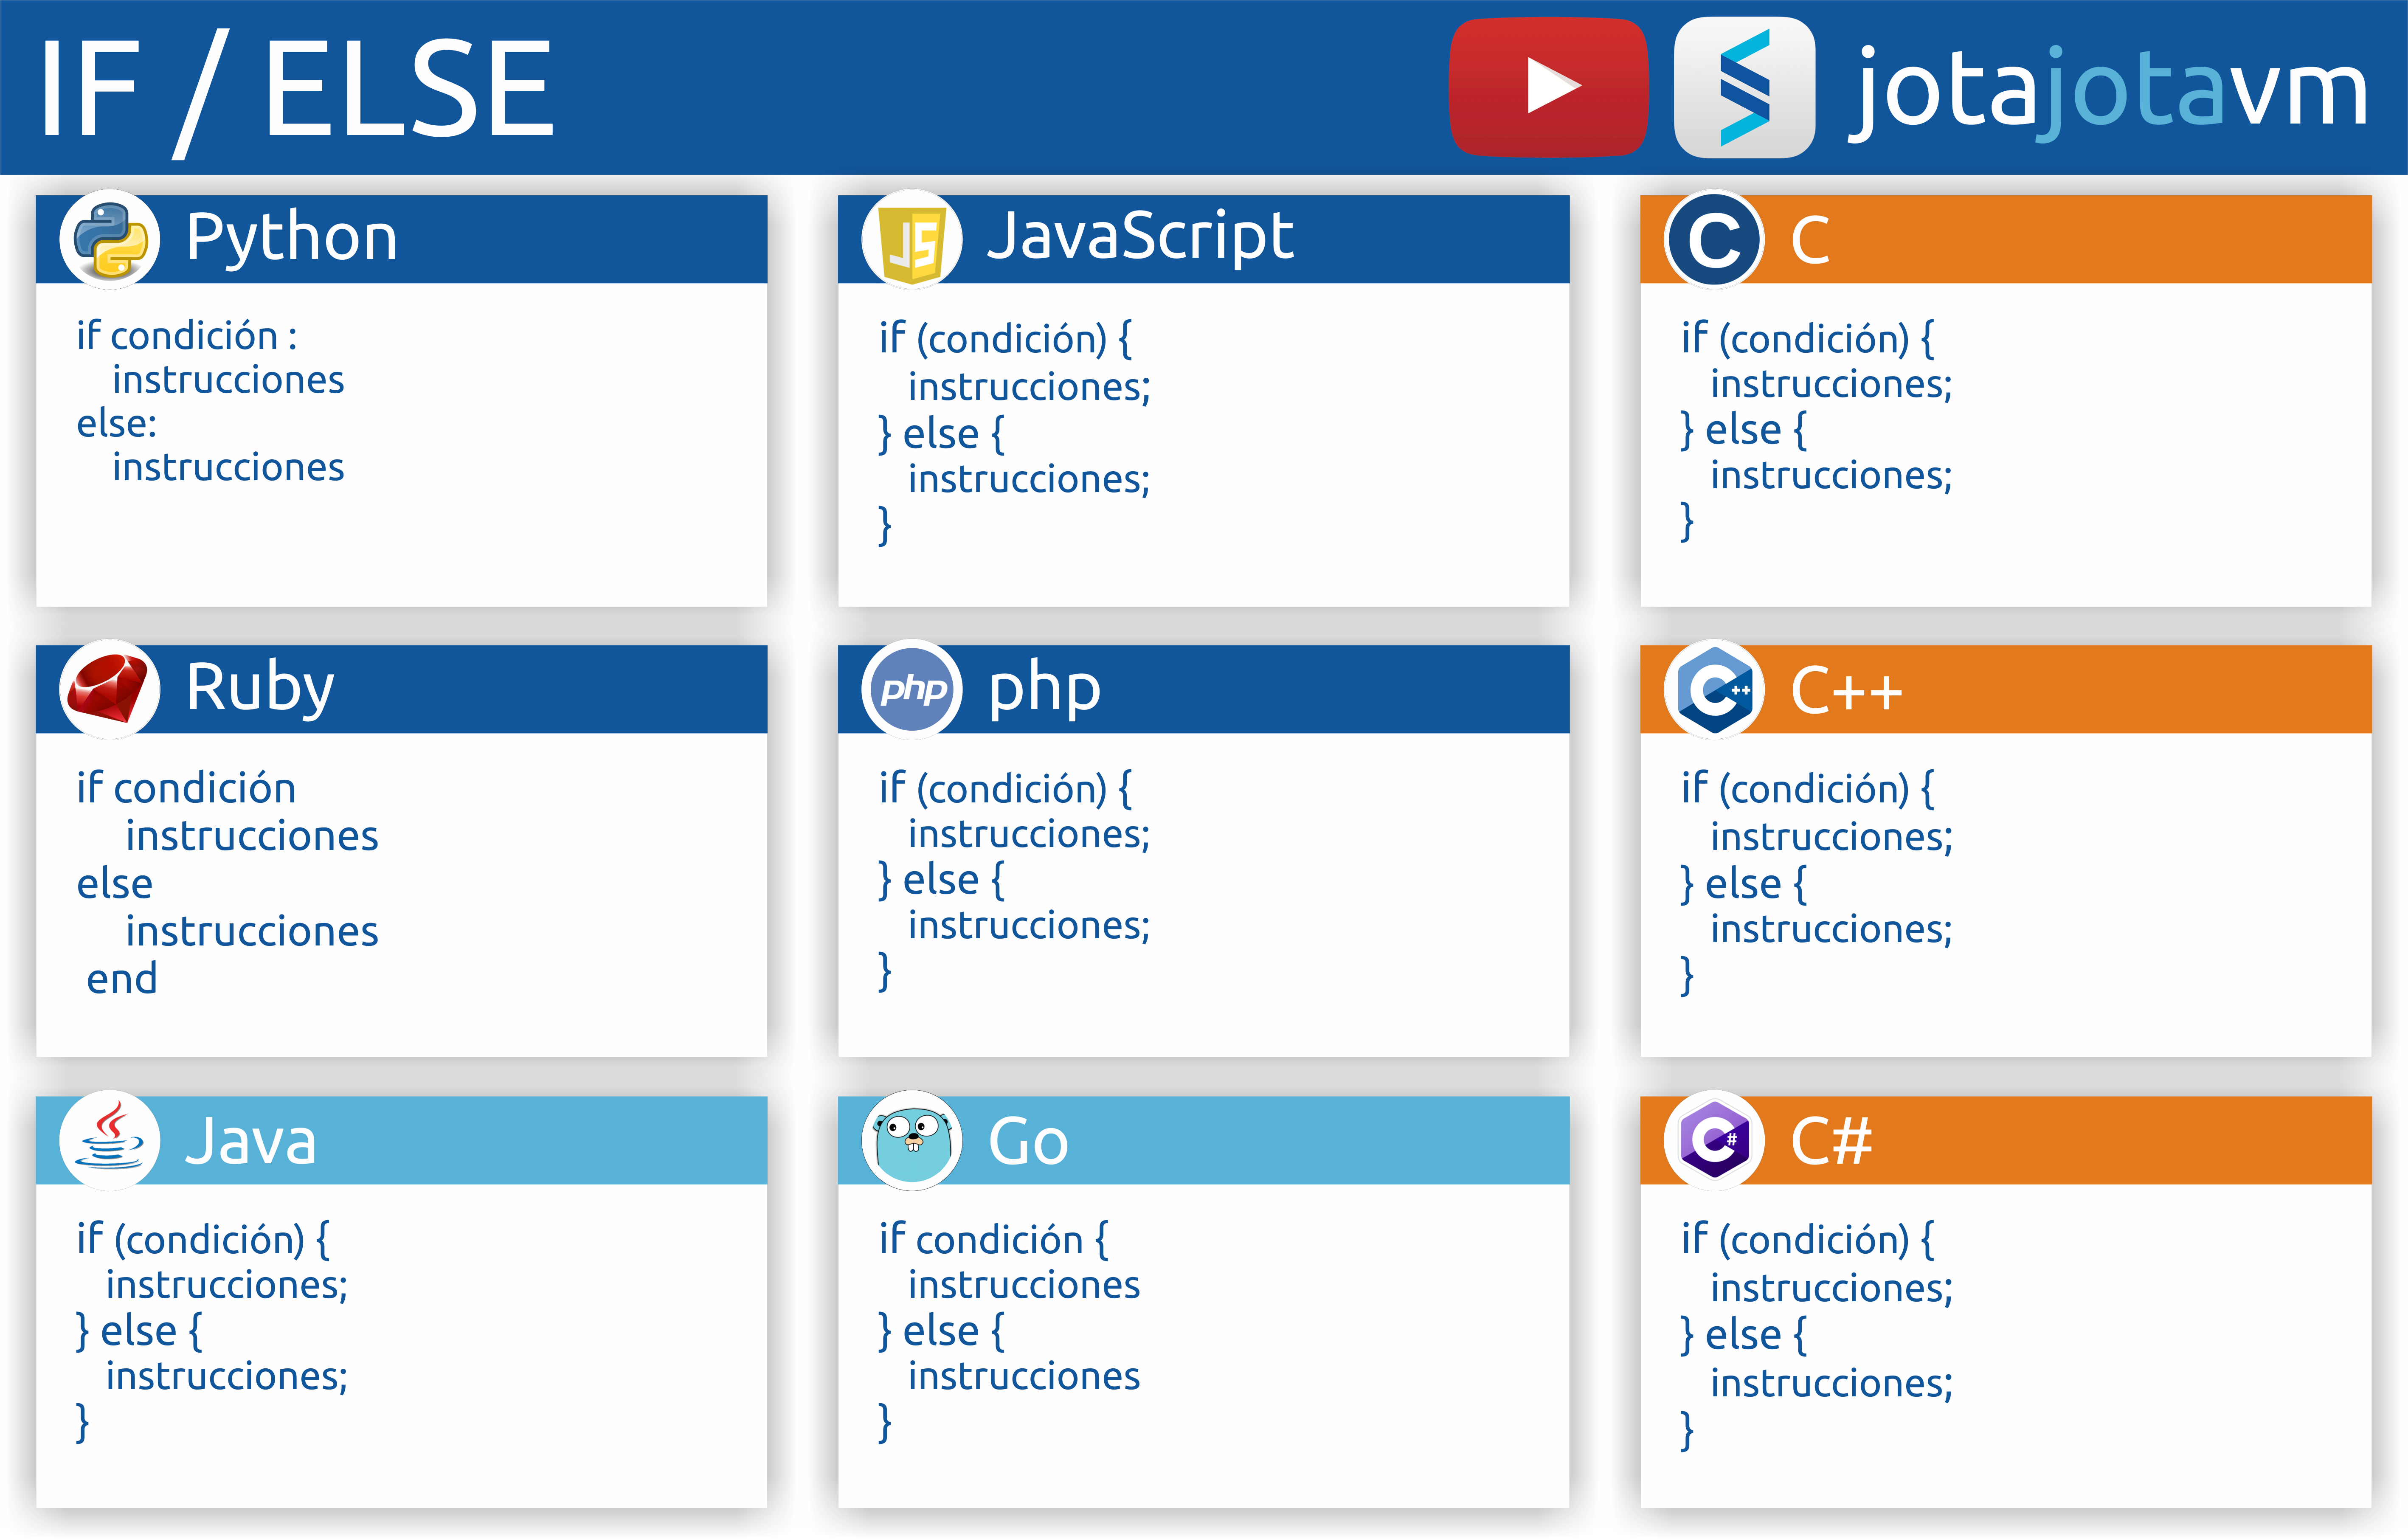 IF / ELSE
jotajotavm
Python
if condición :
instrucciones
else:
instrucciones
JS
JavaScript
if (condición) {
instrucciones;
} else {
instrucciones;
}
C
C
if (condición) {
instrucciones;
} else {
instrucciones;
}
Ruby
if condición
instrucciones
else
instrucciones
end
php
php
if (condición) {
instrucciones;
} else {
instrucciones;
}
C++
C++
if (condición) {
instrucciones;
} else {
instrucciones;
}
Java
if (condición) {
instrucciones;
} else {
instrucciones;
}
Go
if condición {
instrucciones
} else {
instrucciones
}
C#
C#
if (condición) {
instrucciones;
} else {
instrucciones;
}